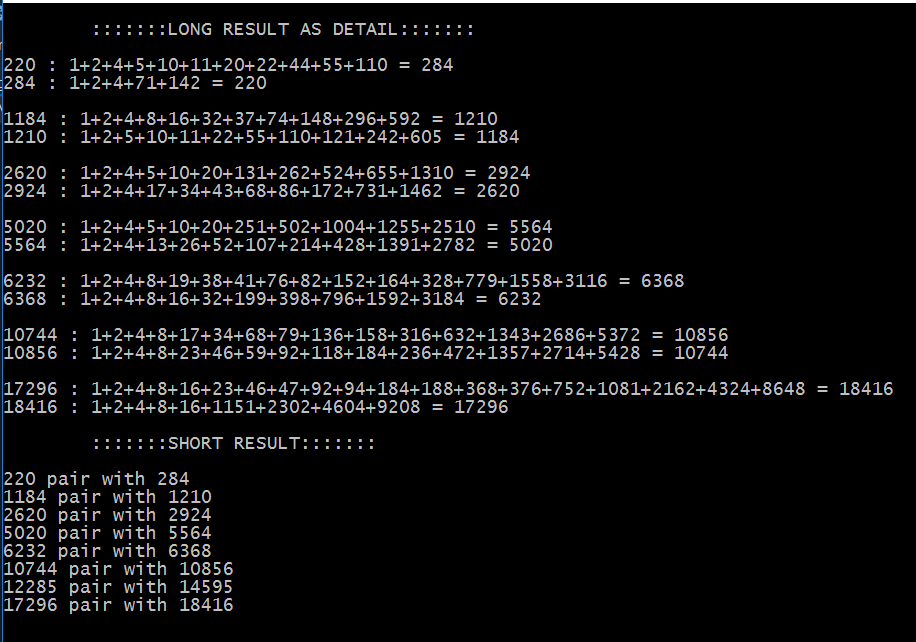 :::::::LONG RESULT AS DETAIL:::::::
220 : 1+2+4+5+10+11+20+22+44+55+110 = 284
284 : 1+2+4+71+142 = 220
1184 : 1+2+4+8+16+32+37+74+148+296+592 = 1210
1210 : 1+2+5+10+11+22+55+110+121+242+605 = 1184
2620 : 1+2+4+5+10+20+131+262+524+655+1310 = 2924
2924 : 1+2+4+17+34+43+68+86+172+731+1462 = 2620
5020 : 1+2+4+5+10+20+251+502+1004+1255+2510 = 5564
5564 : 1+2+4+13+26+52+107+214+428+1391+2782 = 5020
6232 : 1+2+4+8+19+38+41+76+82+152+164+328+779+1558+3116 = 6368
6368 : 1+2+4+8+16+32+199+398+796+1592+3184 = 6232
10744 : 1+2+4+8+17+34+68+79+136+158+316+632+1343+2686+5372 = 10856
10856 : 1+2+4+8+23+46+59+92+118+184+236+472+1357+2714+5428 = 10744
17296 : 1+2+4+8+16+23+46+47+92+94+184+188+368+376+752+1081+2162+4324+8648 = 18416
18416 : 1+2+4+8+16+1151+2302+4604+9208 = 17296
:::::::SHORT RESULT:::::::
220 pair with 284
1184 pair with 1210
2620 pair with 2924
5020 pair with 5564
6232 pair with 6368
10744 pair with 10856
12285 pair with 14595
17296 pair with 18416